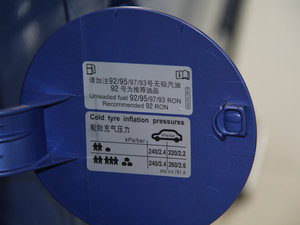 请加注92/95/97/93号无铅汽油
92 号为推荐油品
Unleaded fuel 92/95/97/93 RON
Recommended 92 RON
Cold tyre inflation pressures
轮胎充气压力
kPa/bar
240/2,4 220/2,2
240/2,4 260/2,6